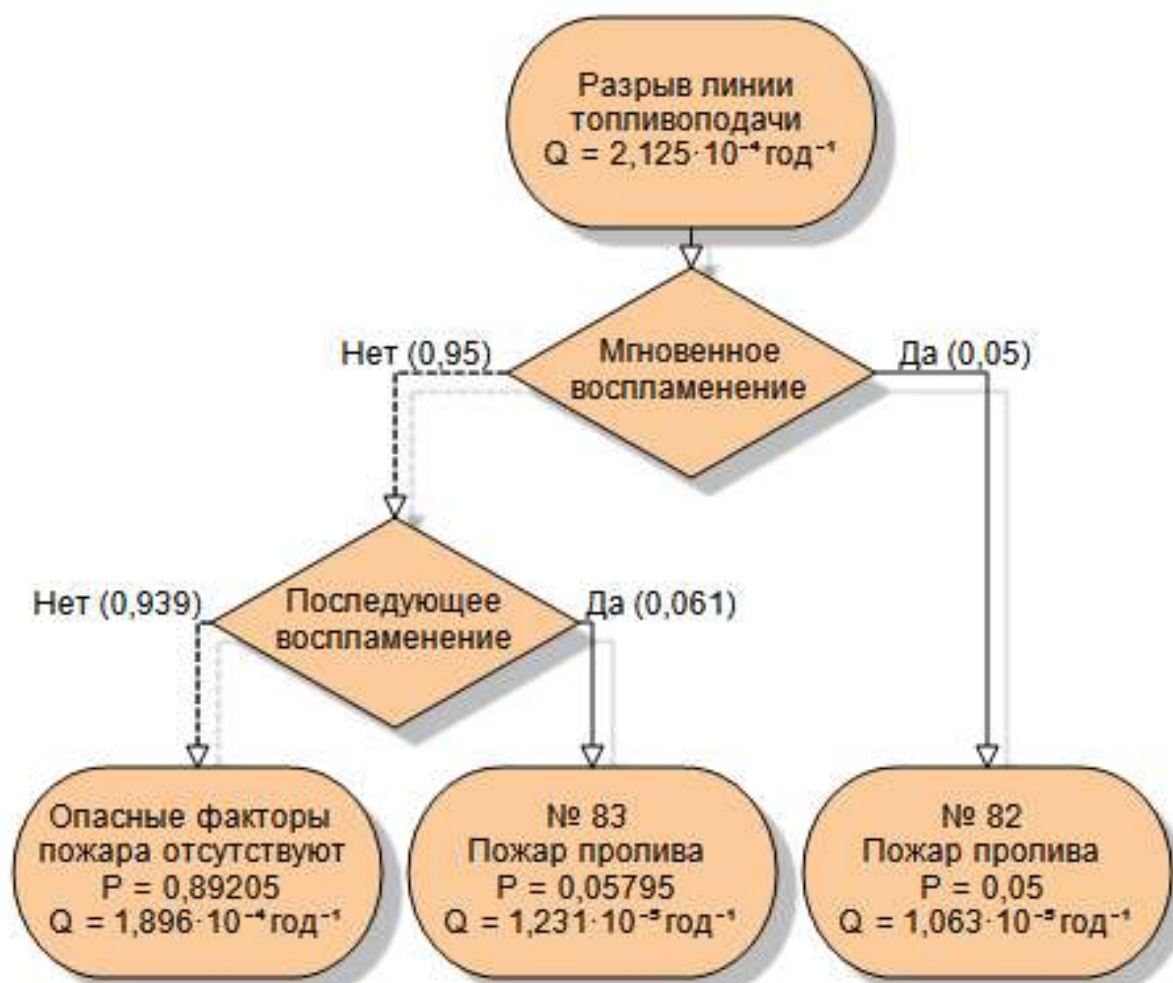 Разрыв линии
топливоподачи
Q = 2,125·10⁻⁴ год⁻¹
Нет (0,95)
Мгновенное
воспламенение
Да (0,05)
Нет (0,939)
Последующее
воспламенение
Да (0,061)
Опасные факторы
пожара отсутствуют
P = 0,89205
Q = 1,896·10⁻⁴ год⁻¹
№ 83
Пожар пролива
P = 0,05795
Q = 1,231·10⁻⁵ год⁻¹
№ 82
Пожар пролива
P = 0,05
Q = 1,063·10⁻⁵ год⁻¹